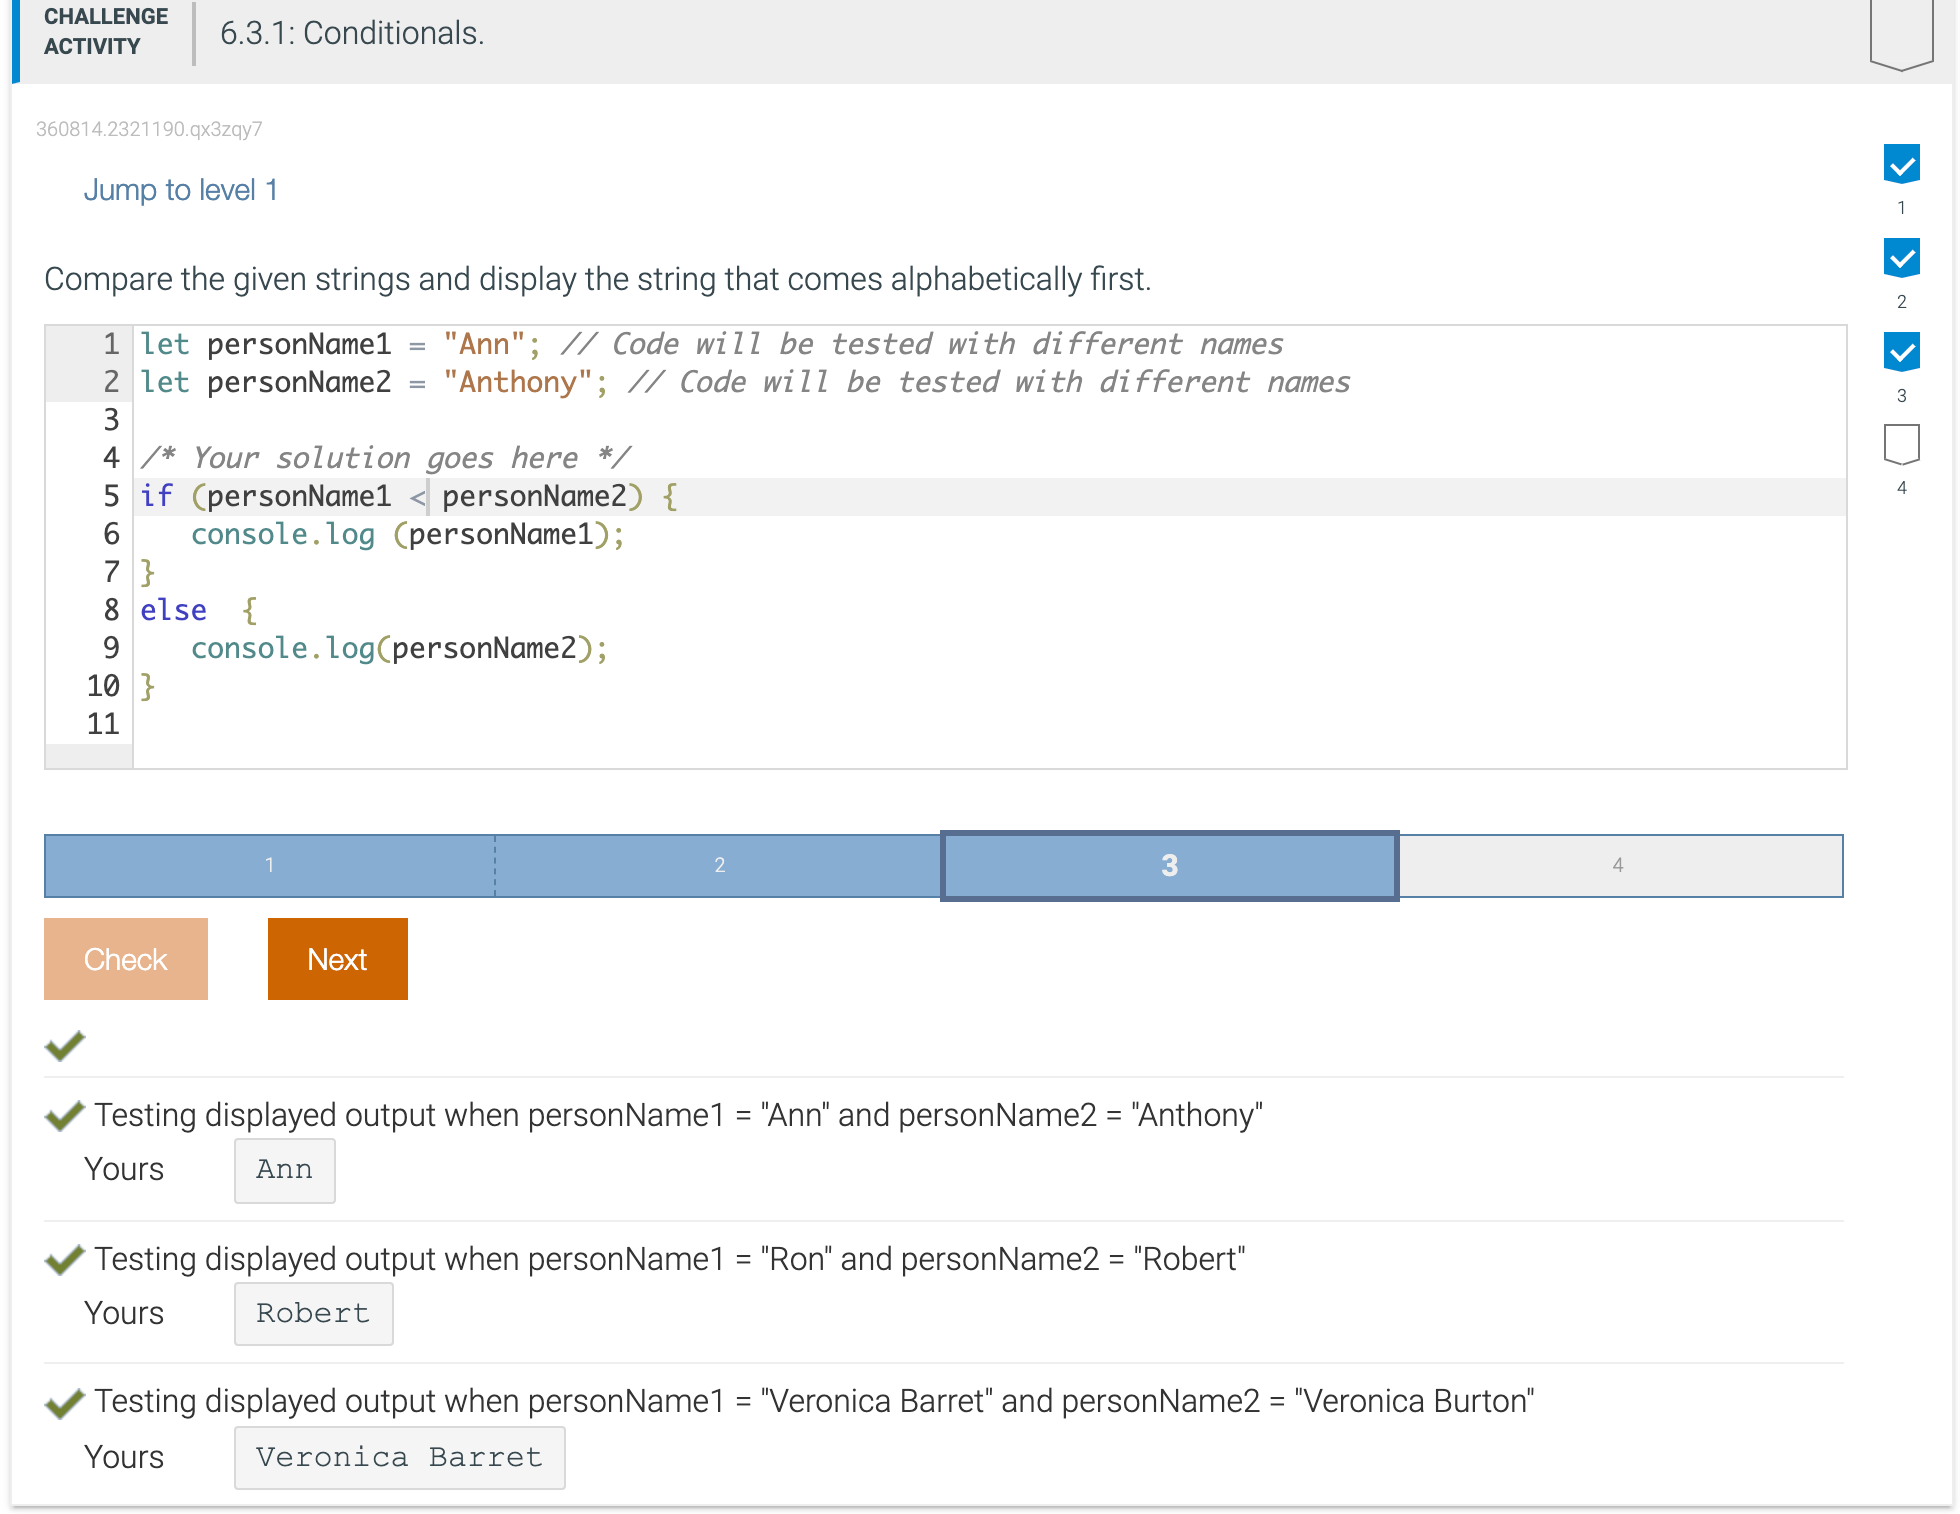 CHALLENGE
ACTIVITY
6.3.1: Conditionals.
360814.2321190.qx3zqy7
Jump to level 1
1
2
3
4
Compare the given strings and display the string that comes alphabetically first.
1 let personName1 = "Ann"; // Code will be tested with different names
2 let personName2 = "Anthony"; // Code will be tested with different names
3
4 /* Your solution goes here */
5 if (personName1 < personName2) {
6    console.log (personName1);
7 }
8 else  {
9    console.log(personName2);
10 }
11
1 2 3 4
Check Next
Testing displayed output when personName1 = "Ann" and personName2 = "Anthony"
Yours Ann
Testing displayed output when personName1 = "Ron" and personName2 = "Robert"
Yours Robert
Testing displayed output when personName1 = "Veronica Barret" and personName2 = "Veronica Burton"
Yours Veronica Barret